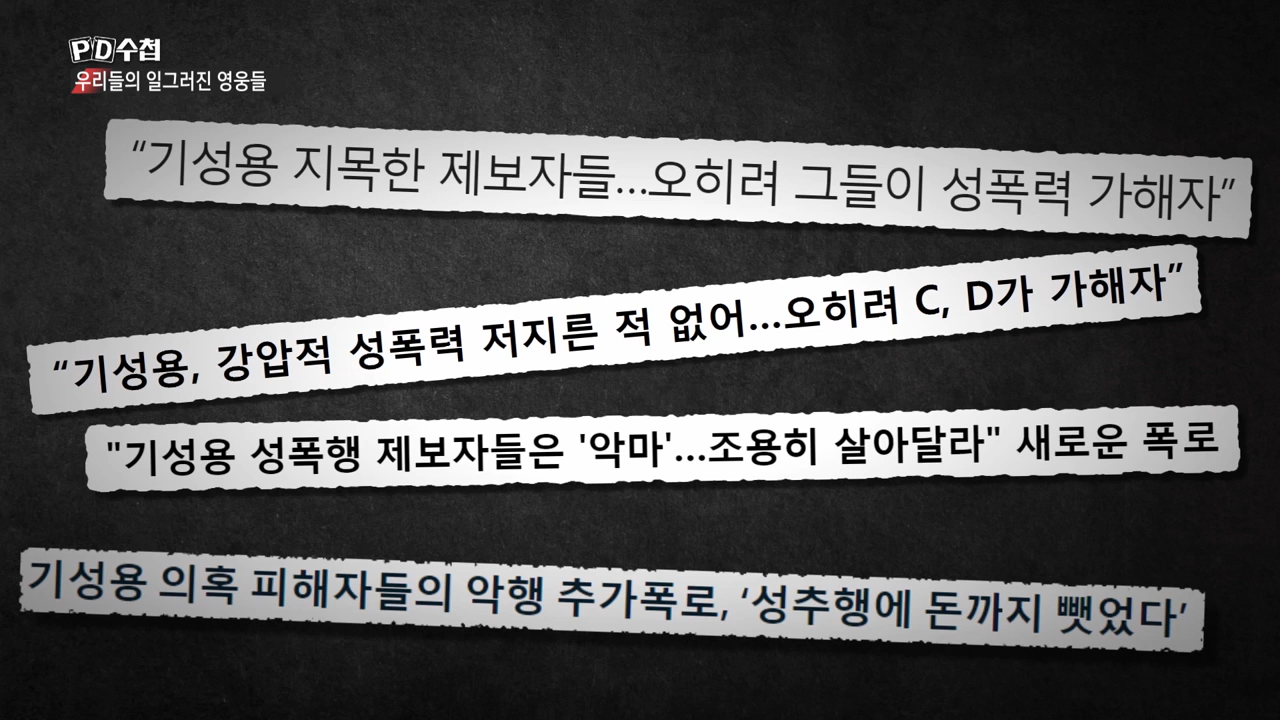 PD수첩
우리들의 일그러진 영웅들
“기성용 지목한 제보자들...오히려 그들이 성폭력 가해자”
“기성용, 강압적 성폭력 저지른 적 없어...오히려 C, D가 가해자”
"기성용 성폭행 제보자들은 '악마'...조용히 살아달라" 새로운 폭로
기성용 의혹 피해자들의 악행 추가폭로, ‘성추행에 돈까지 뺏었다’